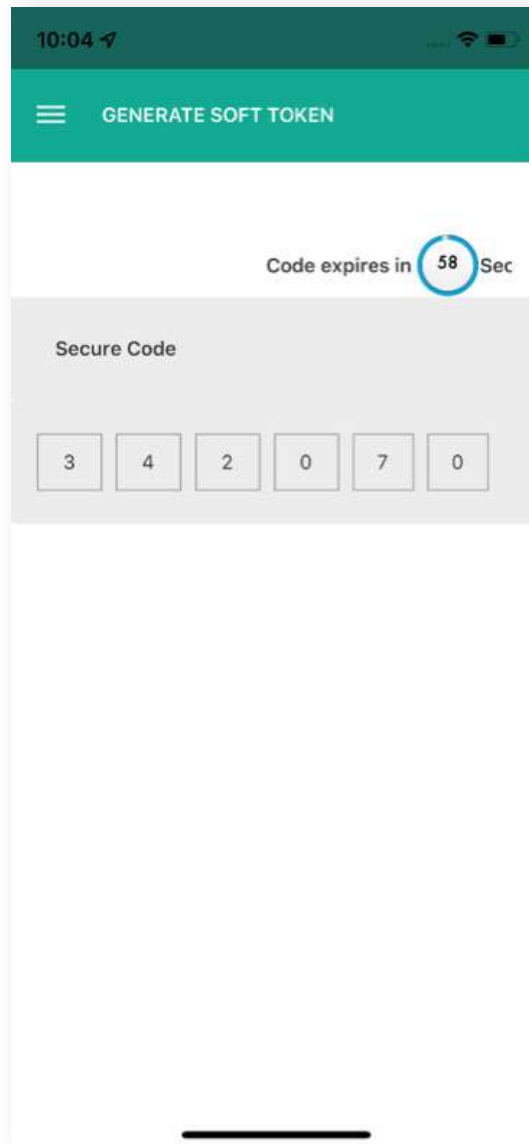 10:04
GENERATE SOFT TOKEN
Code expires in 58 Sec
Secure Code
3 4 2 0 7 0